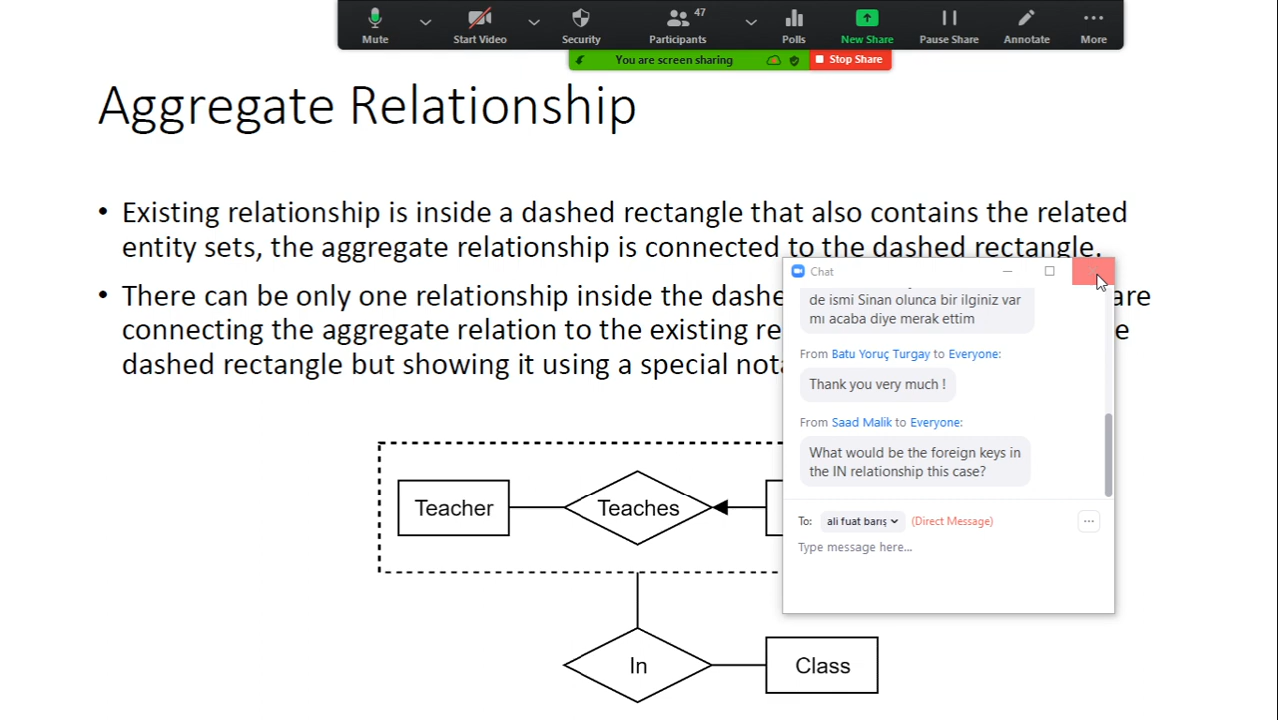 47
Mute
Start Video
Security
Participants
Polls
New Share
Pause Share
Annotate
More
You are screen sharing
Stop Share
Aggregate Relationship
• Existing relationship is inside a dashed rectangle that also contains the related
entity sets, the aggregate relationship is connected to the dashed rectangle.
• There can be only one relationship inside the dashe
are
connecting the aggregate relation to the existing re
dashed rectangle but showing it using a special
Chat
de ismi Sinan olunca bir ilginiz var
mı acaba diye merak ettim
From Batu Yoruç Turgay to Everyone:
Thank you very much !
From Saad Malik to Everyone:
What would be the foreign keys in
the IN relationship this case?
To: ali fuat barış (Direct Message)
Type message here...
Teacher
Teaches
In
Class